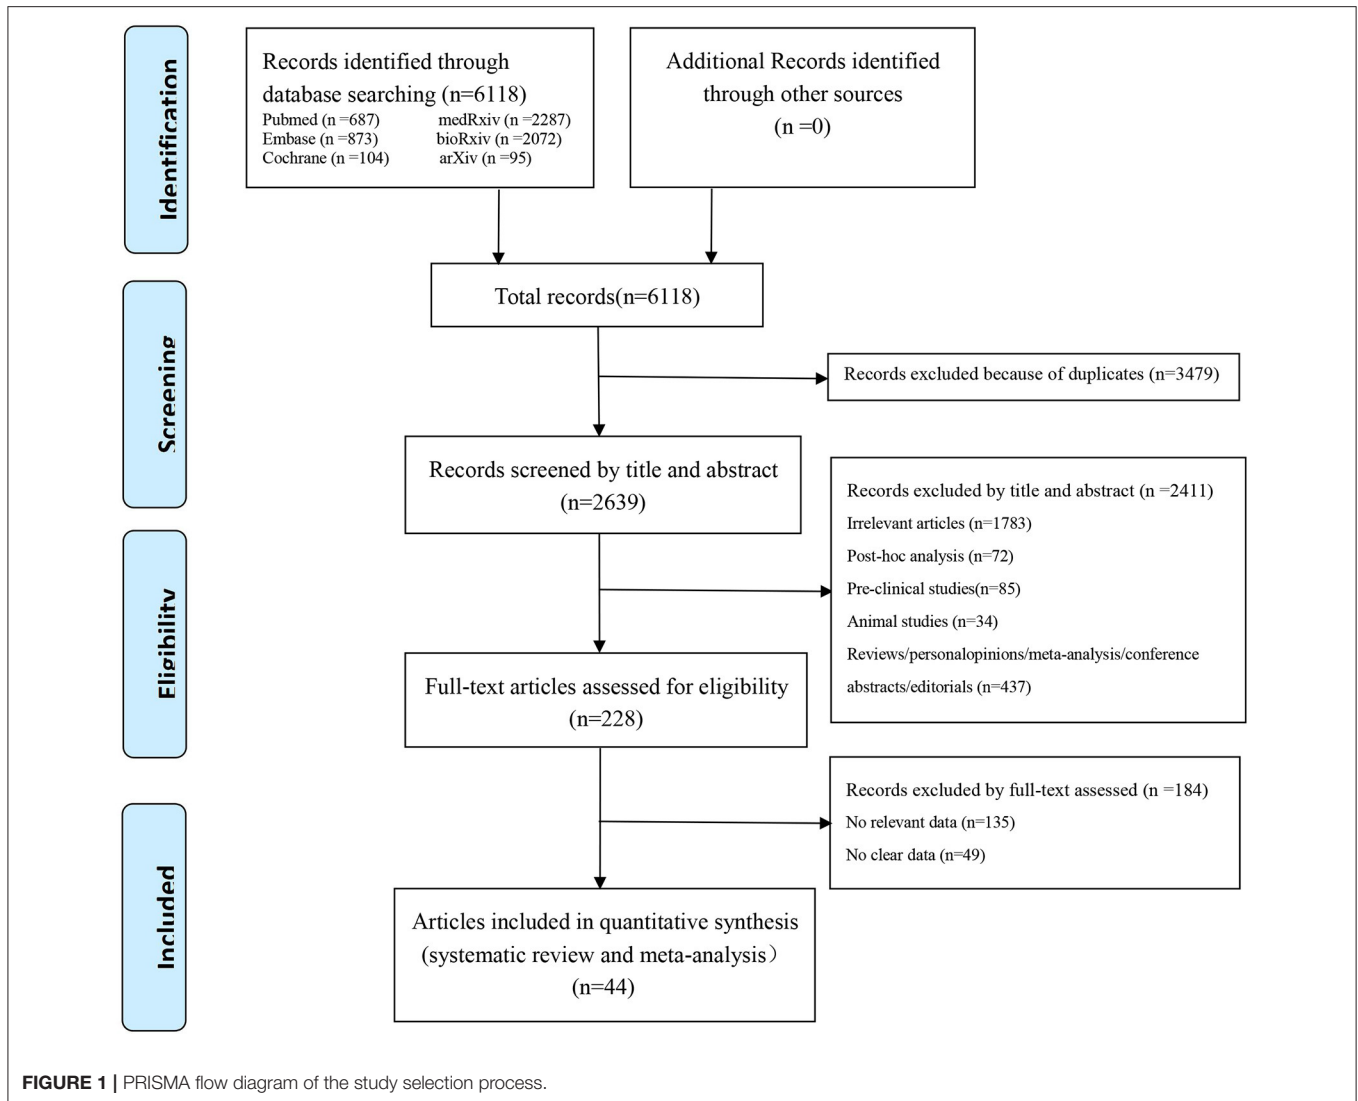 Identification
Records identified through
database searching (n=6118)
Pubmed (n =687) medRxiv (n =2287)
Embase (n =873) bioRxiv (n =2072)
Cochrane (n =104) arXiv (n =95)
Additional Records identified
through other sources
(n =0)
Total records(n=6118)
Screening
Records excluded because of duplicates (n=3479)
Records screened by title and abstract
(n=2639)
Records excluded by title and abstract (n =2411)
Irrelevant articles (n=1783)
Post-hoc analysis (n=72)
Pre-clinical studies(n=85)
Animal studies (n=34)
Reviews/personalopinions/meta-analysis/conference
abstracts/editorials (n=437)
Eligibility
Full-text articles assessed for eligibility
(n=228)
Records excluded by full-text assessed (n =184)
No relevant data (n=135)
No clear data (n=49)
Included
Articles included in quantitative synthesis
(systematic review and meta-analysis）
(n=44)
FIGURE 1 | PRISMA flow diagram of the study selection process.